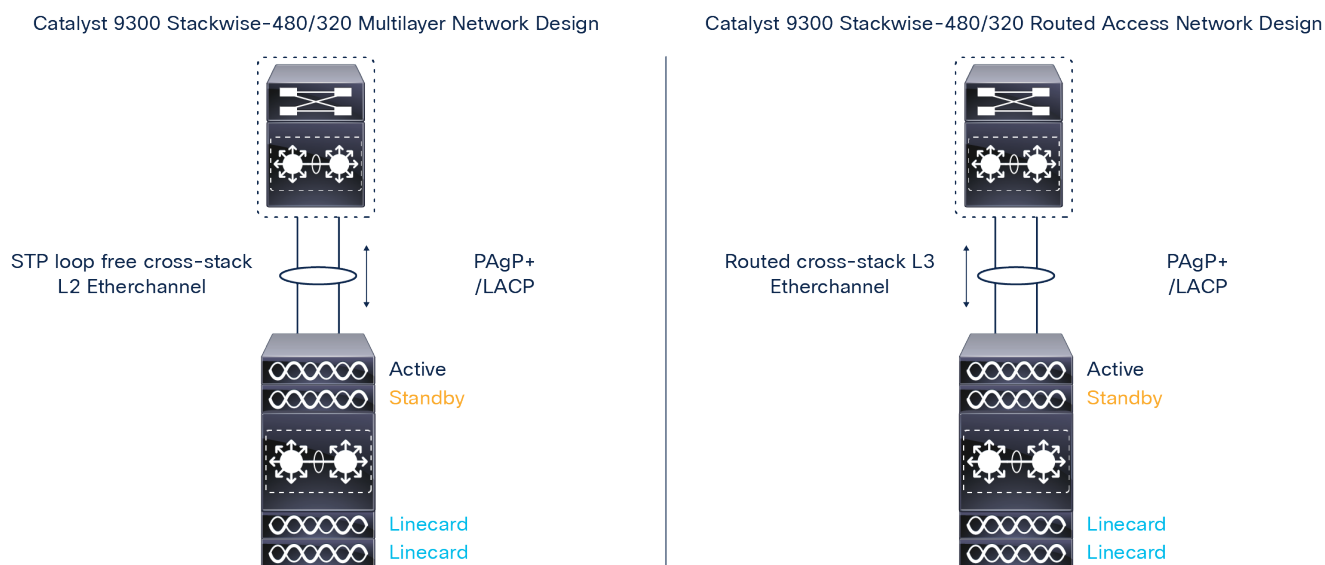 Catalyst 9300 Stackwise-480/320 Multilayer Network Design
STP loop free cross-stack
L2 Etherchannel
PAgP+
/LACP
Active
Standby
Linecard
Linecard
Catalyst 9300 Stackwise-480/320 Routed Access Network Design
Routed cross-stack L3
Etherchannel
PAgP+
/LACP
Active
Standby
Linecard
Linecard